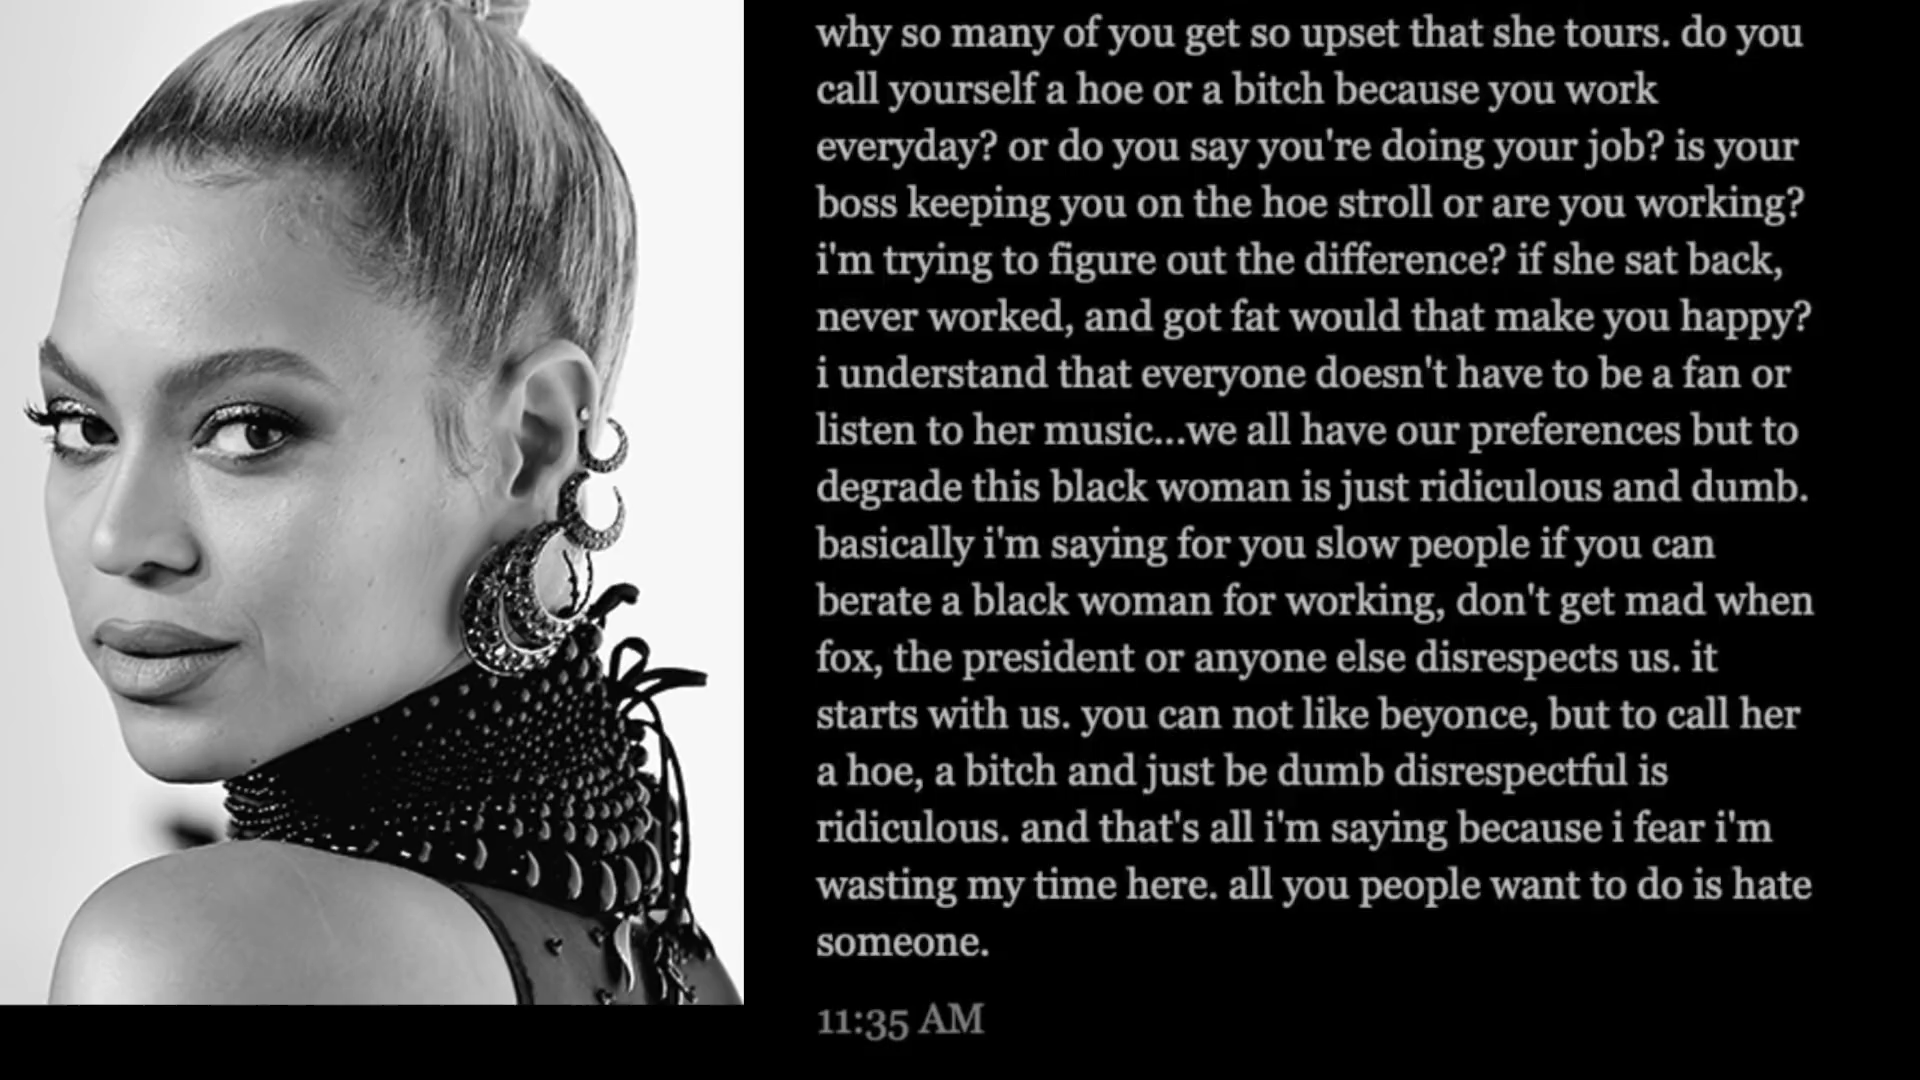 why so many of you get so upset that she tours. do you
call yourself a hoe or a bitch because you work
everyday? or do you say you're doing your job? is your
boss keeping you on the hoe stroll or are you working?
i'm trying to figure out the difference? if she sat back,
never worked, and got fat would that make you happy?
i understand that everyone doesn't have to be a fan or
listen to her music...we all have our preferences but to
degrade this black woman is just ridiculous and dumb.
basically i'm saying for you slow people if you can
berate a black woman for working, don't get mad when
fox, the president or anyone else disrespects us. it
starts with us. you can not like beyonce, but to call her
a hoe, a bitch and just be dumb disrespectful is
ridiculous. and that's all i'm saying because i fear i'm
wasting my time here. all you people want to do is hate
someone.
11:35 AM